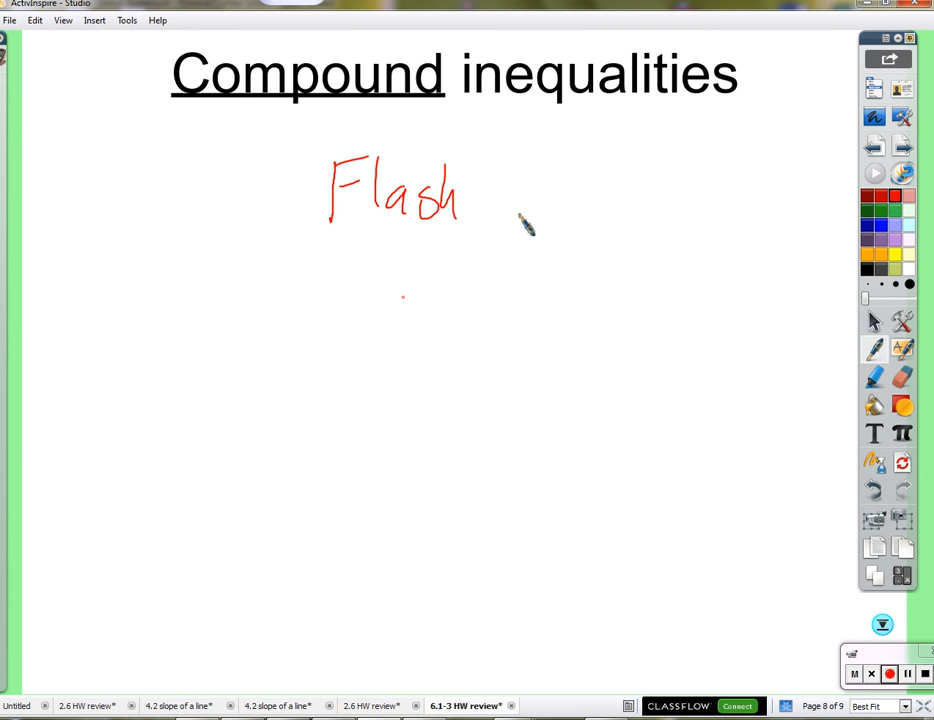 ActivInspire - Studio
File Edit View Insert Tools Help
Compound inequalities
Flash
Untitled 2.6 HW review* 4.2 slope of a line* 4.2 slope of a line* 2.6 HW review* 6.1-3 HW review*
CLASSFLOW Connect
Page 8 of 9 Best Fit
M
T